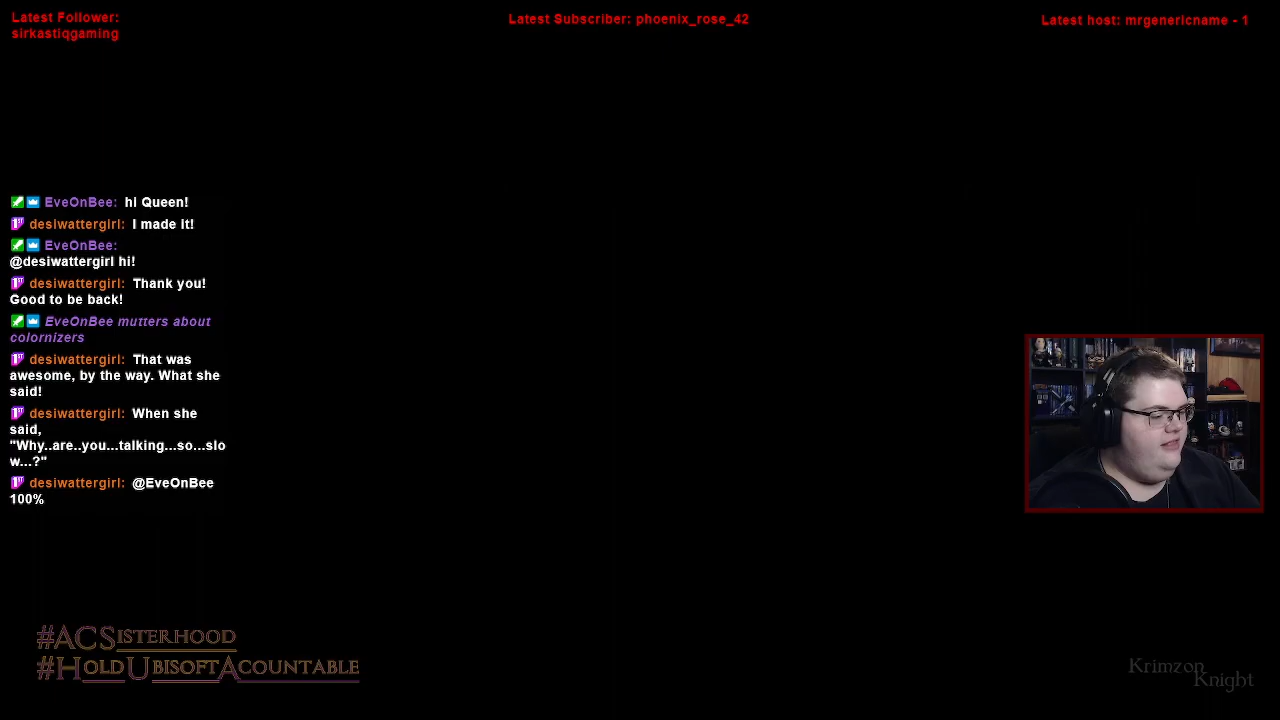 Latest Follower:
sirkastiqgaming
Latest Subscriber: phoenix_rose_42
Latest host: mrgenericname - 1
EveOnBee: hi Queen!
desiwattergirl: I made it!
EveOnBee:
@desiwattergirl hi!
desiwattergirl: Thank you!
Good to be back!
EveOnBee mutters about
colornizers
desiwattergirl: That was
awesome, by the way. What she
said!
desiwattergirl: When she
said,
"Why..are..you...talking...so...slo
w...?"
desiwattergirl: @EveOnBee
100%
#ACSisterhood
#HoldUbisoftAcountable
Krimzon
Knight